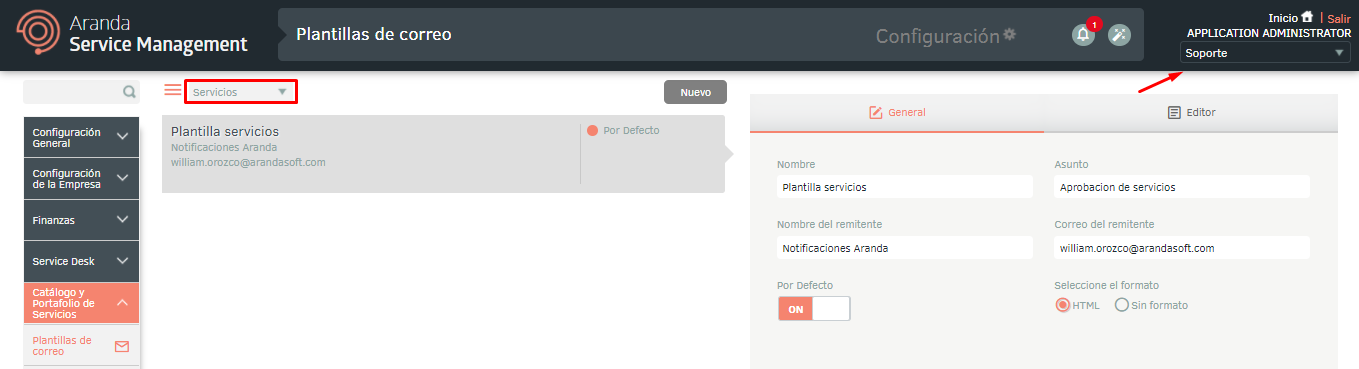 Aranda
Service Management
Plantillas de correo
Configuración
1
Inicio | Salir
APPLICATION ADMINISTRATOR
Soporte
Servicios
Nuevo
Configuración
General
Configuración
de la Empresa
Finanzas
Service Desk
Catálogo y
Portafolio de
Servicios
Plantillas de
correo
Plantilla servicios
Notificaciones Aranda
william.orozco@arandasoft.com
Por Defecto
General
Editor
Nombre
Asunto
Plantilla servicios
Aprobacion de servicios
Nombre del remitente
Correo del remitente
Notificaciones Aranda
william.orozco@arandasoft.com
Por Defecto
Seleccione el formato
ON
HTML
Sin formato